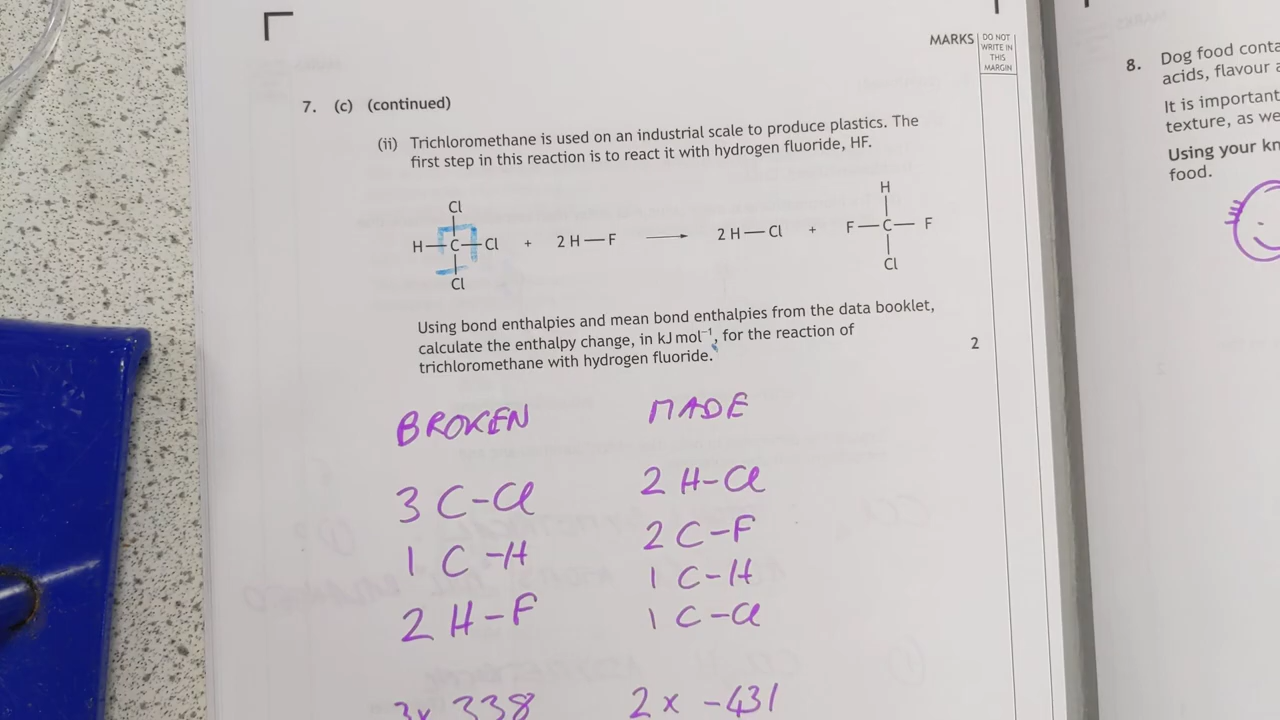 MARKS
DO NOT
WRITE IN
THIS
MARGIN
7. (c) (continued)
(ii) Trichloromethane is used on an industrial scale to produce plastics. The
first step in this reaction is to react it with hydrogen fluoride, HF.
Cl
H—C—Cl + 2 H—F ⟶ 2 H—Cl + F—C—F
Cl
H
Cl
Using bond enthalpies and mean bond enthalpies from the data booklet,
calculate the enthalpy change, in kJ mol⁻¹, for the reaction of
trichloromethane with hydrogen fluoride.
2
BROKEN MADE
3 C-Cl 2 H-Cl
1 C-H 2 C-F
2 H-F 1 C-H
1 C-Cl
3x 338 2x -431
8. Dog food
acids, flavour
It is important
texture, as
Using your
food.